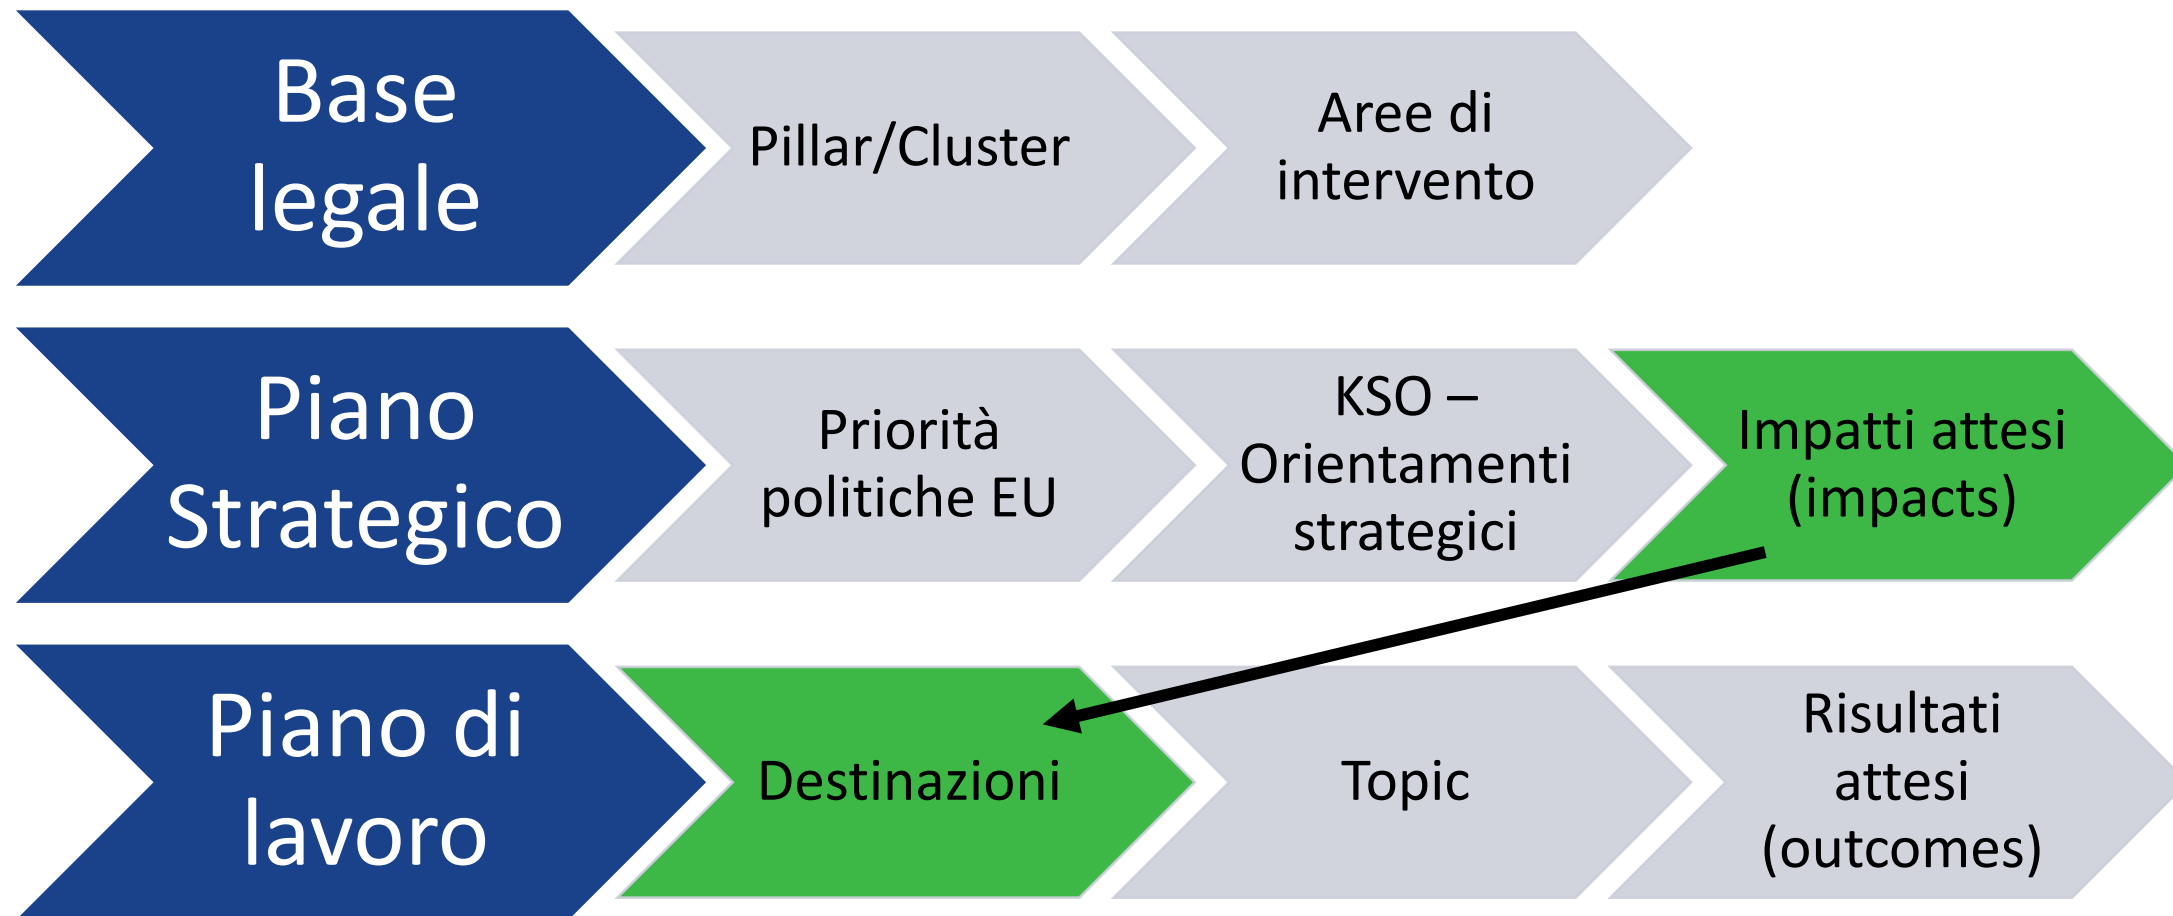 Base
legale
Pillar/Cluster
Aree di
intervento
Piano
Strategico
Priorità
politiche EU
KSO –
Orientamenti
strategici
Impatti attesi
(impacts)
Piano di
lavoro
Destinazioni
Topic
Risultati
attesi
(outcomes)